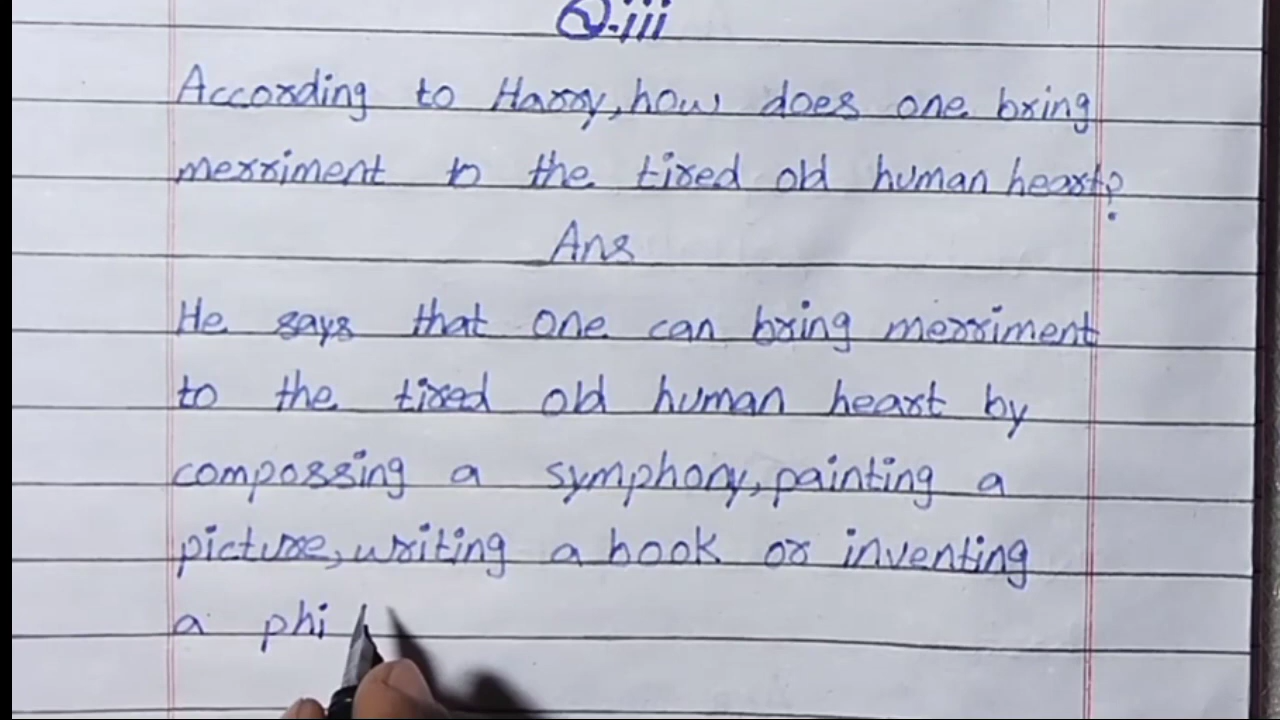 Q.iii
According to Harry, how does one bring
merriment to the tired old human heart?
Ans
He says that one can bring merriment
to the tired old human heart by
compossing a symphony, painting a
picture, writing a book or inventing
a phi